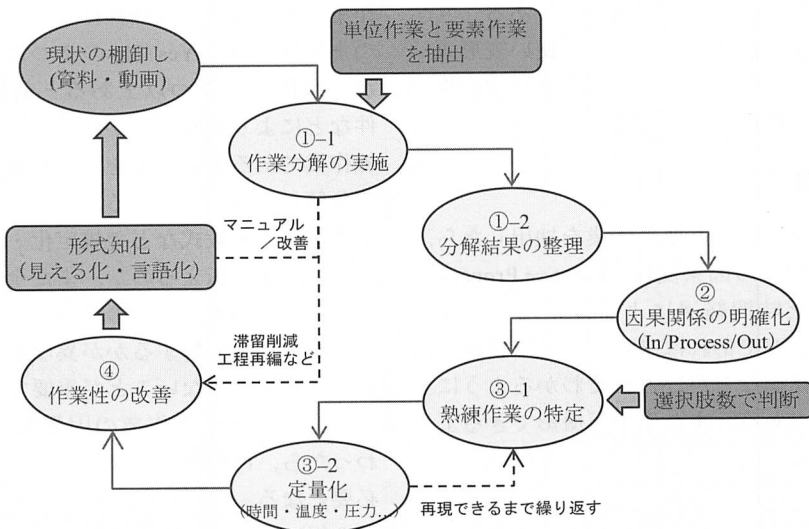 単位作業と要素作業
を抽出
現状の棚卸し
(資料・動画)
①–1
作業分解の実施
マニュアル
／改善
①–2
分解結果の整理
形式知化
(見える化・言語化)
②
因果関係の明確化
(In/Process/Out)
滞留削減
工程再編など
④
作業性の改善
③–1
熟練作業の特定
選択肢数で判断
③–2
定量化
(時間・温度・圧力...)
再現できるまで繰り返す